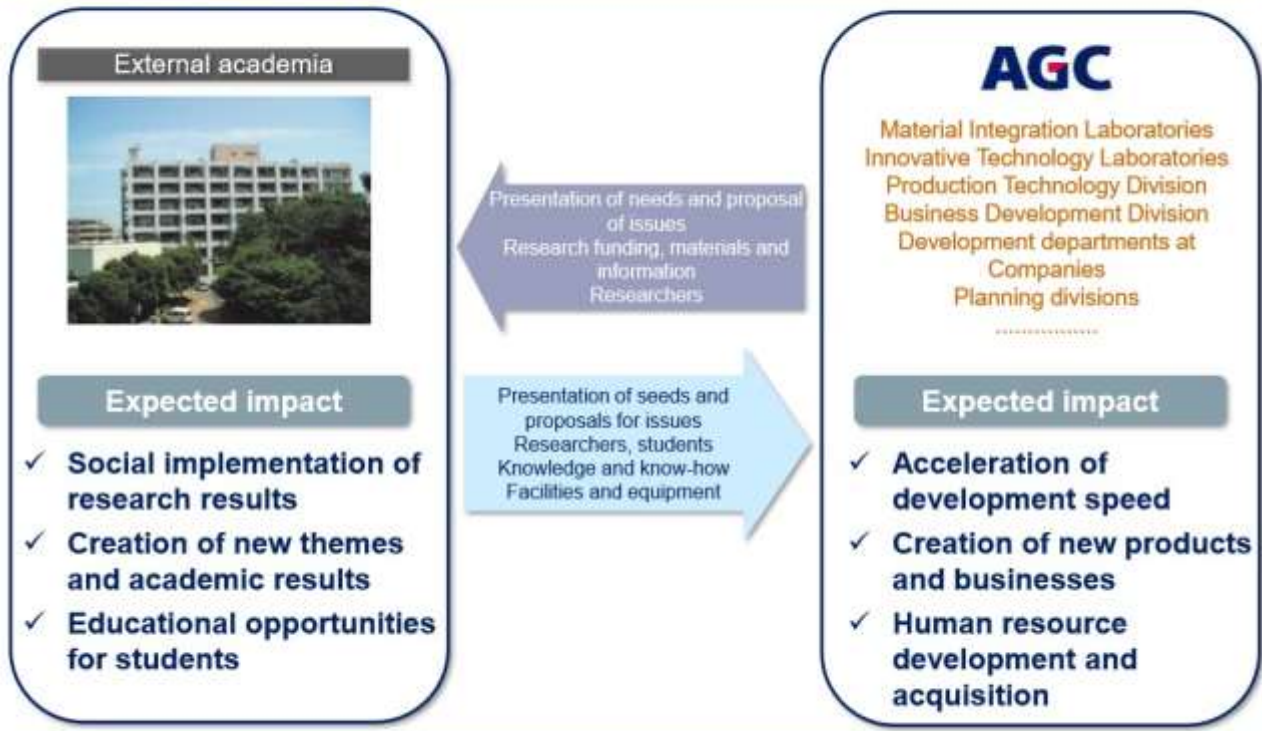 External academia
Expected impact
✓ Social implementation of
research results
✓ Creation of new themes
and academic results
✓ Educational opportunities
for students
Presentation of needs and proposal
of issues
Research funding, materials and
information
Researchers
Presentation of seeds and
proposals for issues
Researchers, students
Knowledge and know-how
Facilities and equipment
AGC
Material Integration Laboratories
Innovative Technology Laboratories
Production Technology Division
Business Development Division
Development departments at
Companies
Planning divisions
................
Expected impact
✓ Acceleration of
development speed
✓ Creation of new products
and businesses
✓ Human resource
development and
acquisition